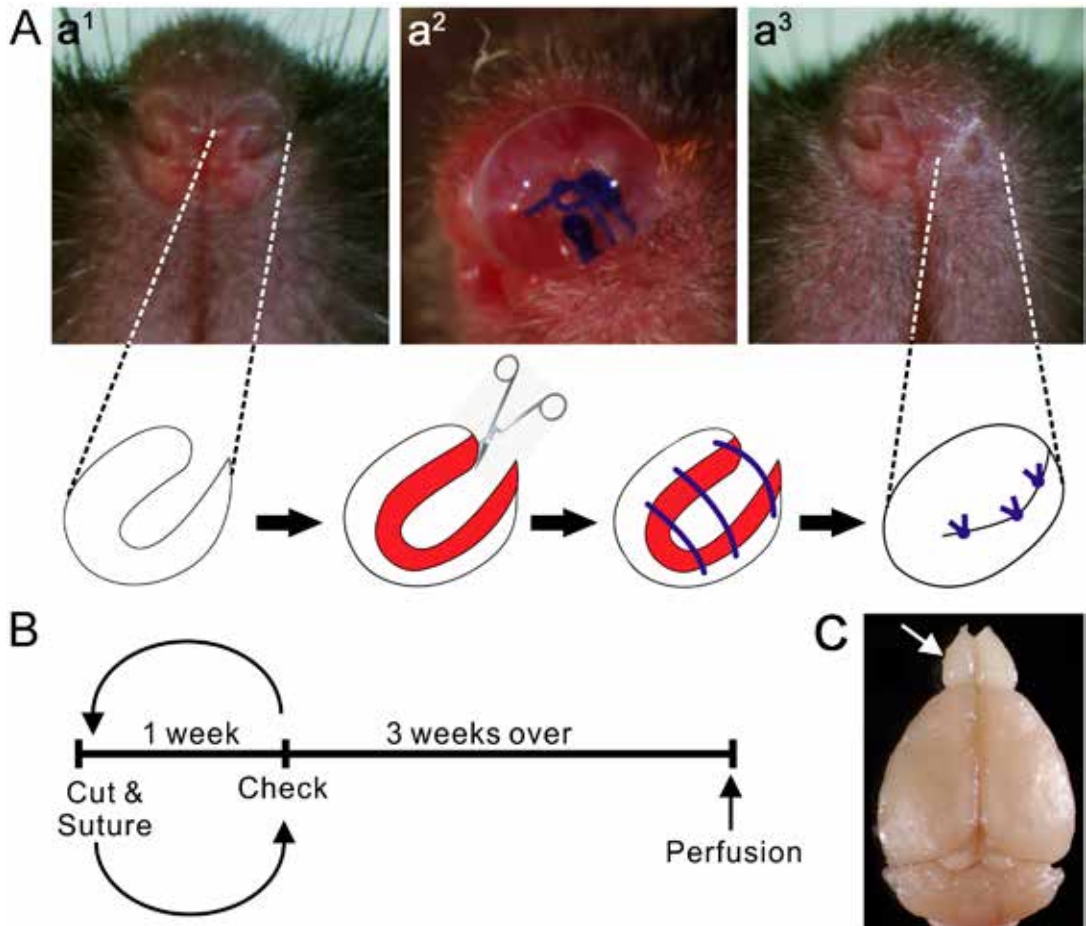 A
a¹
a²
a³
B
1 week
3 weeks over
Cut &
Suture
Check
Perfusion
C